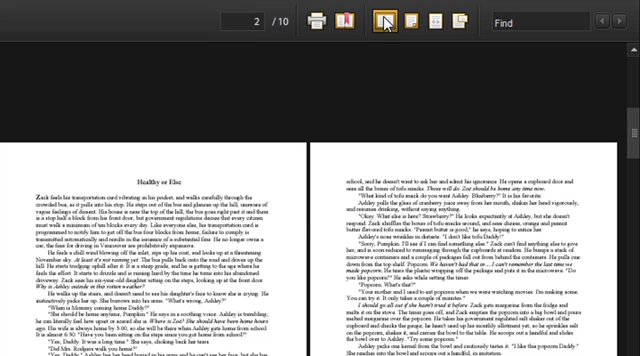 2 / 10
Find
Healthy or Else
Zack feels his transportation card vibrating in his pocket, and walks carefully through the
crowded bus, as it pulls into his stop. He steps out of the bus and glances up the hill, unaware of
vague feelings of descent. His house is near the top of the hill, the bus goes right past it and there
is a stop half a block from his front door, but government regulations decree that every citizen
must walk a minimum of ten blocks every day. Like everyone else, his transportation card is
programmed to notify him to get off the bus four blocks from home, failure to comply is
transmitted automatically and results in the issuance of a substantial fine. He no longer owns a
car, the fees for driving in Vancouver are prohibitively expensive.
He feels a chill wind blowing off the inlet, zips up his coat, and looks up at a threatening
November sky. At least it's not raining yet. The bus pulls back onto the road and drives up the
hill. He starts trudging uphill after it. It is a steep grade, and he is getting to the age where he
feels the effort. It starts to drizzle and is raining hard by the time he turns into his shared
driveway. Zack sees his six-year-old daughter sitting on the steps, looking up at the front door.
Why is Ashley outside in this rotten weather?
He walks up the stairs, and doesn't need to see his daughter's face to know she is crying. He
instinctively picks her up. She burrows into his arms. "What's wrong, Ashley?"
"When is Mommy coming home Daddy?"
"She should be home anytime, Pumpkin." He says in a soothing voice. Ashley is trembling,
he can literally feel how upset or scared she is. Where is Zoe? She should have been home hours
ago. His wife is always home by 3:00, so she will be there when Ashley gets home from school.
It is almost 6:30. "Have you been sitting on the steps since you got home from school?"
"Yes, Daddy. It was a long time." She says, choking back tears.
"Did Mrs. Rodgers walk you home?"
school, and he doesn't want to ask her and admit his ignorance. He opens a cupboard door and
sees all the boxes of tofu snacks. These will do. Zoe should be home any time now.
"What kind of tofu snack do you want Ashley. Blueberry?" It is his favorite.
Ashley pulls the glass of cranberry juice away from her mouth, shakes her head vigorously,
and resumes drinking, without saying anything.
"Okay. What else is here? Strawberry?" He looks expectantly at Ashley, but she doesn't
respond. Zack shuffles the boxes of tofu snacks around, and sees cheese, orange and peanut
butter flavored tofu snacks. "Peanut butter is good," he says, hoping to entice her.
Ashley's nose wrinkles in disgust. "I don't like tofu Daddy!"
"Sorry, Pumpkin. I'll see if I can find something else." Zack can't find anything else to give
her, and is soon reduced to rummaging through the cupboards at random. He bumps a stack of
microwave containers and a couple of packages fall out from behind the containers. He pulls one
down from the top shelf. Popcorn. We haven't had that in ... I can't remember the last time we
made popcorn. He tears the plastic wrapping off the package and puts it in the microwave. "Do
you like popcorn?" He asks while setting the timer.
"Popcorn. What's that?"
"Your mother and I used to eat popcorn when we were watching movies. I'm making some.
You can try it. It only takes a couple of minutes."
I should go all out if she hasn't tried it before. Zack gets margarine from the fridge and
melts it on the stove. The timer goes off, and Zack empties the popcorn into a big bowl and pours
melted margarine over the popcorn. He takes his government regulated salt shaker out of the
cupboard and checks the gauge, he hasn't used up his monthly allotment yet, so he sprinkles salt
on the popcorn, shakes it, and carries the bowl to the table. He scoops out a handful and slides
the bowl over to Ashley. "Try some popcorn."
Ashley picks one kernel from the bowl and cautiously tastes it. "I like this popcorn Daddy."
She reaches into the bowl and scoops out a handful, in imitation.